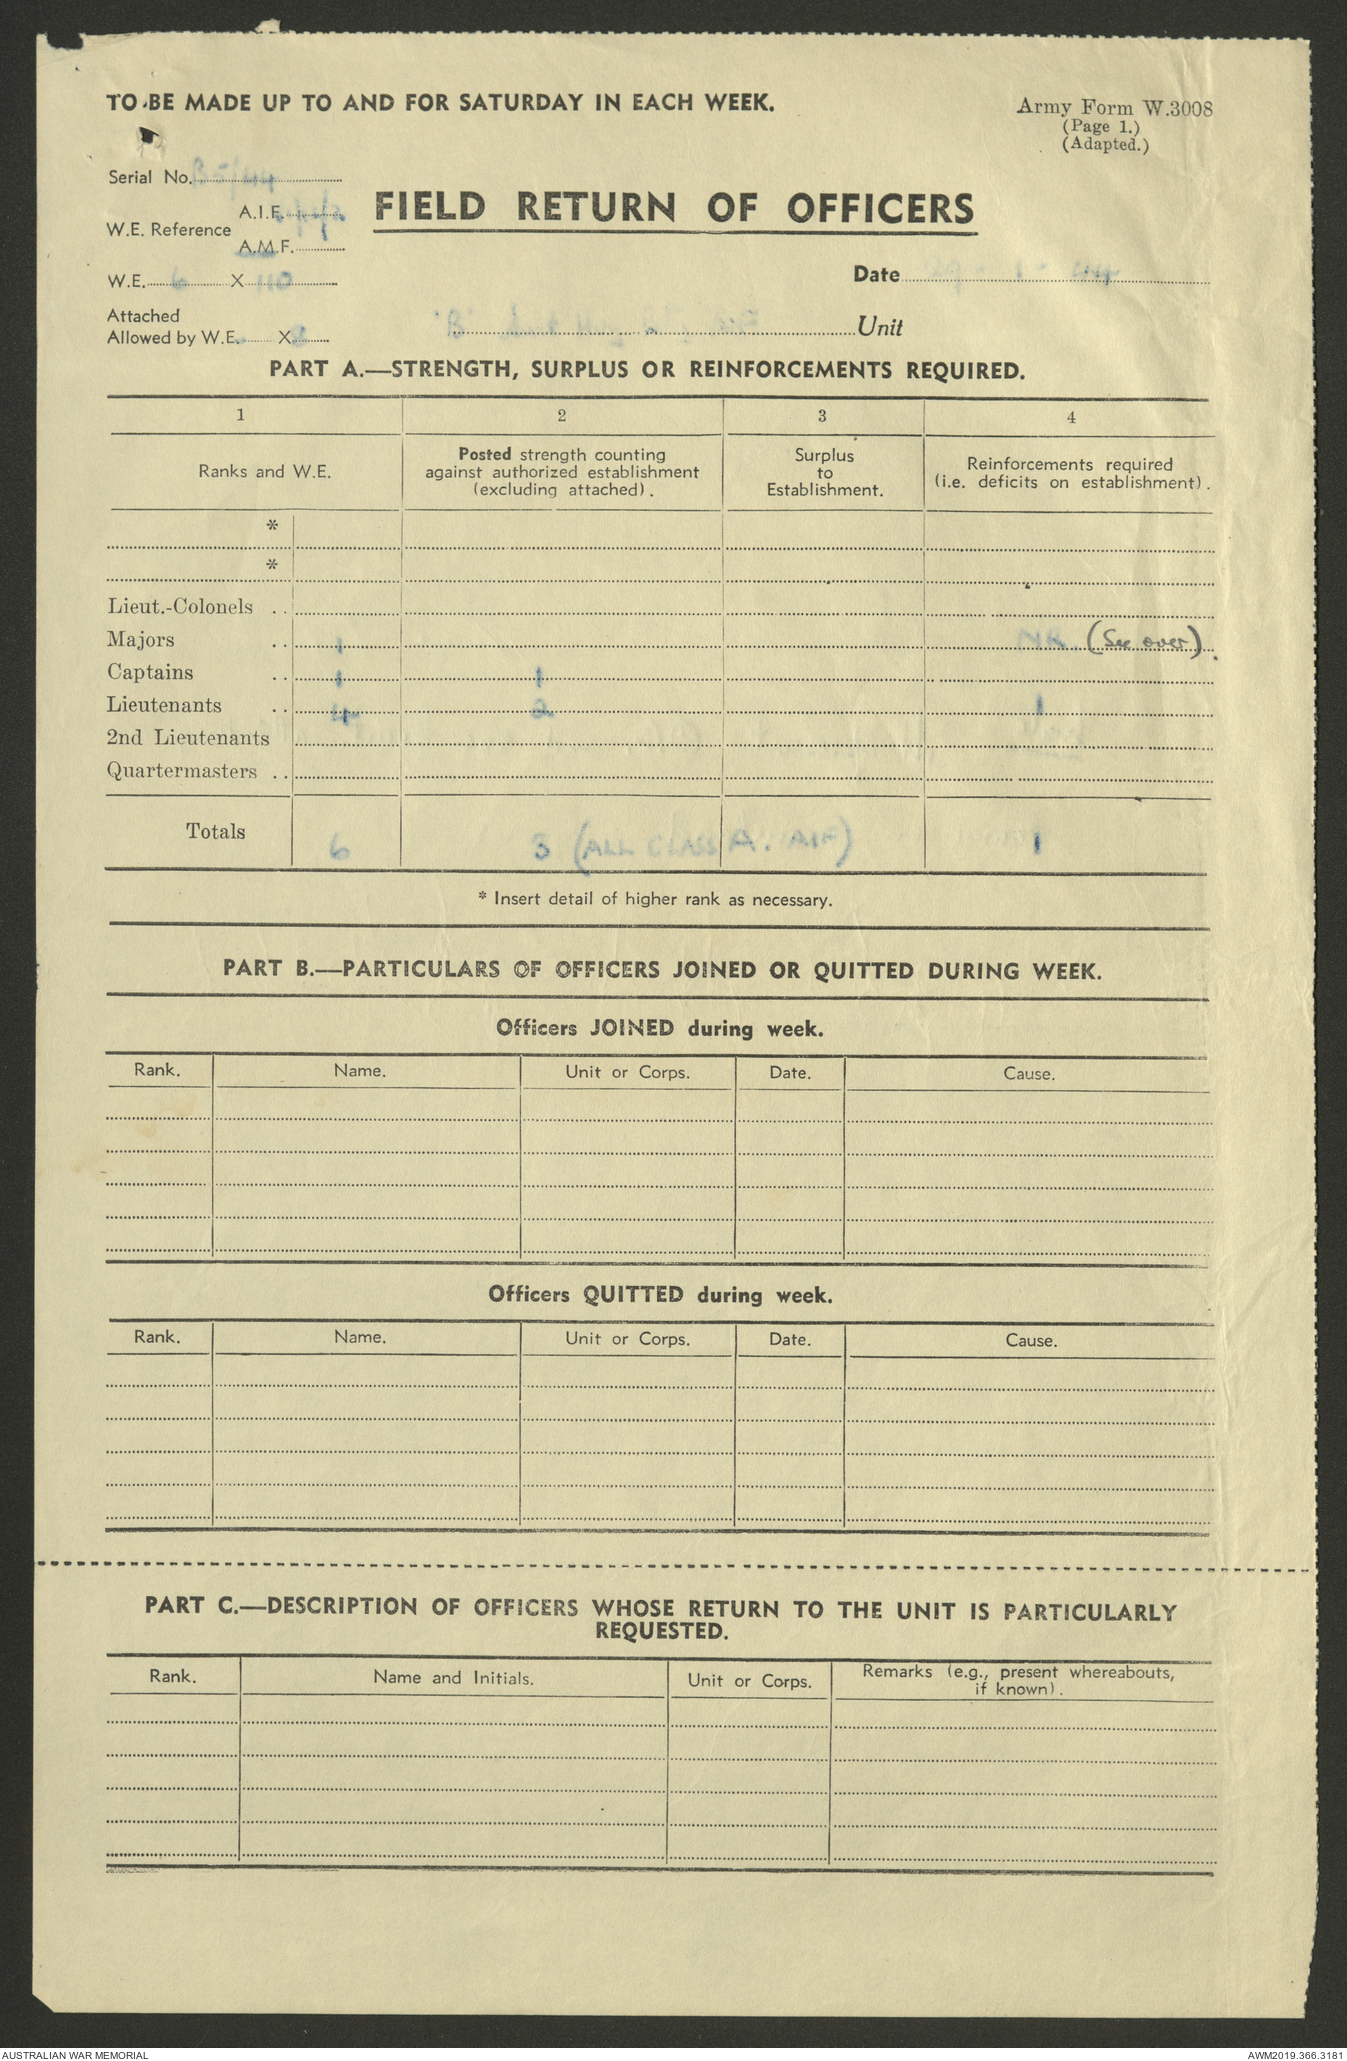 TO BE MADE UP TO AND FOR SATURDAY IN EACH WEEK.
Army Form W.3008
(Page 1.)
(Adapted.)
Serial No.
W.E. Reference A.I.F.
A.M.F.
FIELD RETURN OF OFFICERS
W.E. 6 X 110
Date
Attached
Allowed by W.E. X
Unit
PART A.—STRENGTH, SURPLUS OR REINFORCEMENTS REQUIRED.
1 2 3 4
Ranks and W.E.
Posted strength counting
against authorized establishment
(excluding attached).
Surplus
to
Establishment.
Reinforcements required
(i.e. deficits on establishment).
*
*
Lieut.-Colonels ..
Majors .. 1 (See over).
Captains .. 1 1
Lieutenants .. 4 2 1
2nd Lieutenants
Quartermasters ..
Totals 6 3 (ALL CLASS A. AIF) 1
* Insert detail of higher rank as necessary.
PART B.—PARTICULARS OF OFFICERS JOINED OR QUITTED DURING WEEK.
Officers JOINED during week.
Rank. Name. Unit or Corps. Date. Cause.
Officers QUITTED during week.
Rank. Name. Unit or Corps. Date. Cause.
PART C.—DESCRIPTION OF OFFICERS WHOSE RETURN TO THE UNIT IS PARTICULARLY
REQUESTED.
Rank. Name and Initials. Unit or Corps.
Remarks (e.g., present whereabouts,
if known).
AUSTRALIAN WAR MEMORIAL
AWM2019.366.3181